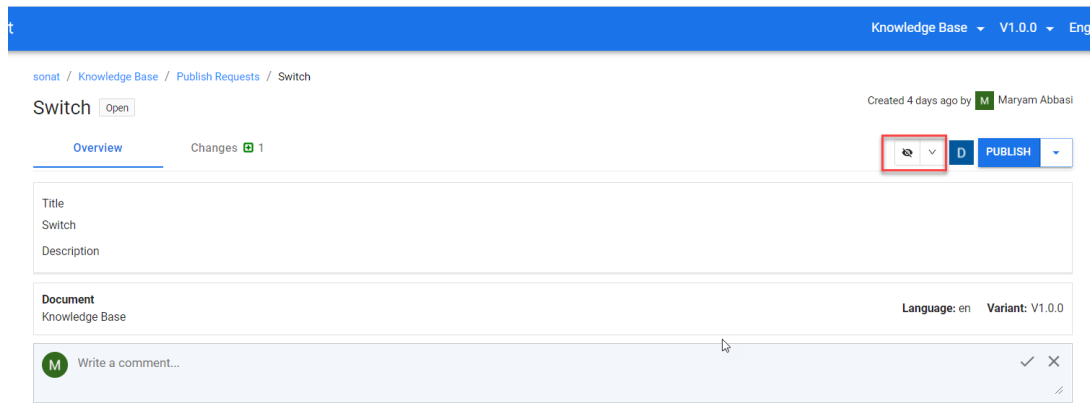 t
Knowledge Base V1.0.0 Eng
sonat / Knowledge Base / Publish Requests / Switch
Switch Open
Created 4 days ago by M Maryam Abbasi
Overview Changes 1
D PUBLISH
Title
Switch
Description
Document
Knowledge Base
Language: en Variant: V1.0.0
M Write a comment...